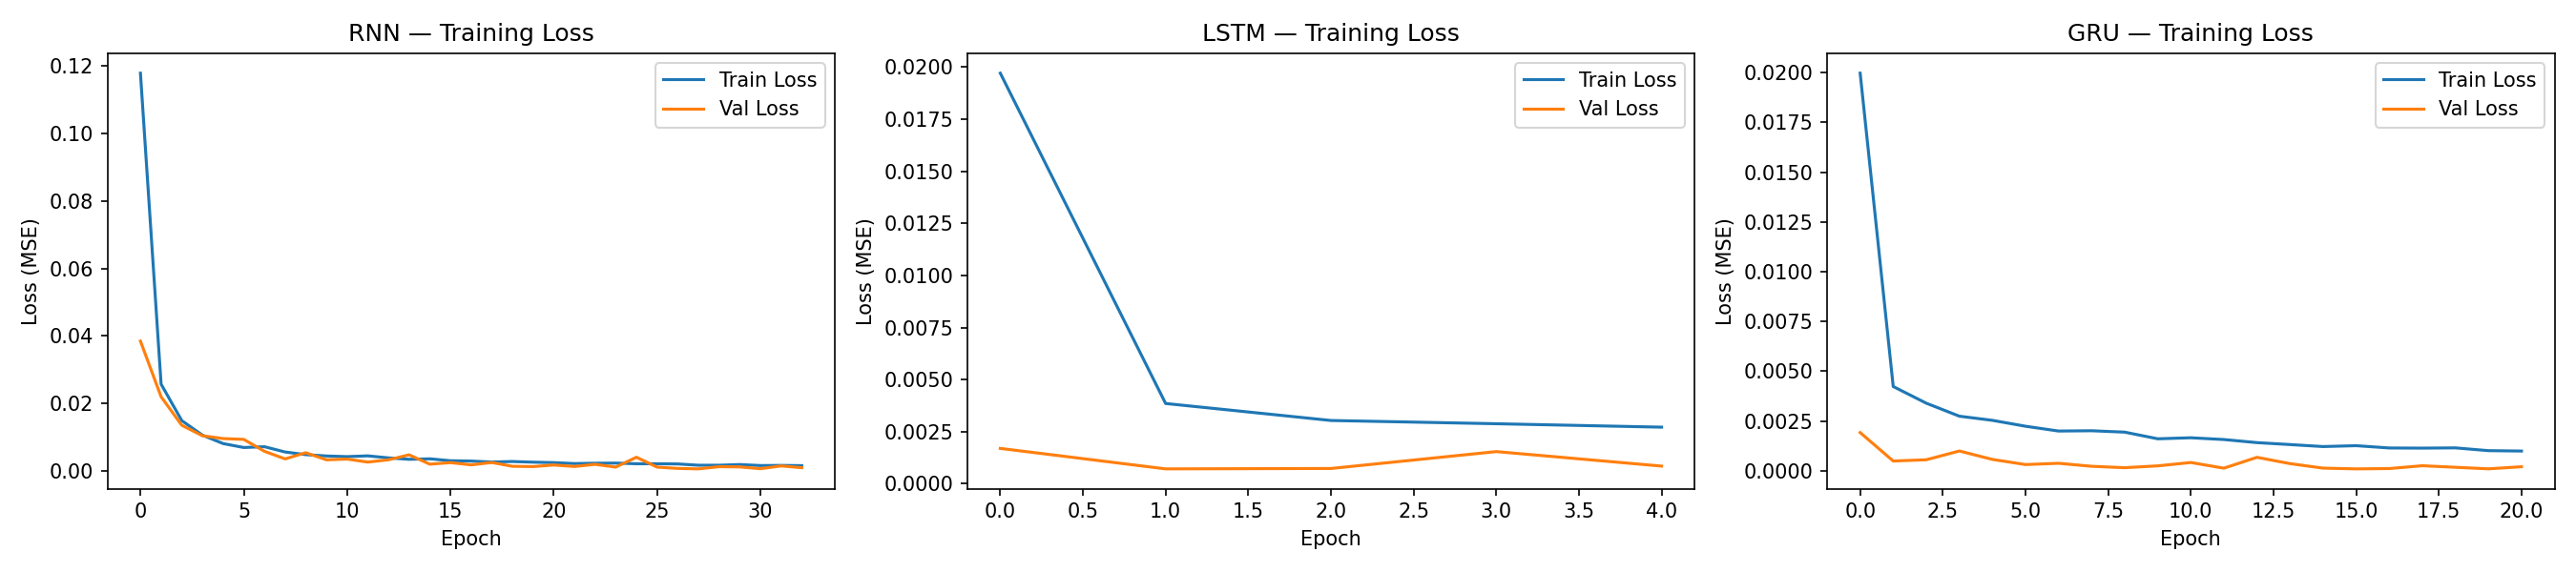 RNN — Training Loss
0.12
0.10
0.08
0.06
0.04
0.02
0.00
Loss (MSE)
Train Loss
Val Loss
0 5 10 15 20 25 30
Epoch
LSTM — Training Loss
0.0200
0.0175
0.0150
0.0125
0.0100
0.0075
0.0050
0.0025
0.0000
Loss (MSE)
Train Loss
Val Loss
0.0 0.5 1.0 1.5 2.0 2.5 3.0 3.5 4.0
Epoch
GRU — Training Loss
0.0200
0.0175
0.0150
0.0125
0.0100
0.0075
0.0050
0.0025
0.0000
Loss (MSE)
Train Loss
Val Loss
0.0 2.5 5.0 7.5 10.0 12.5 15.0 17.5 20.0
Epoch